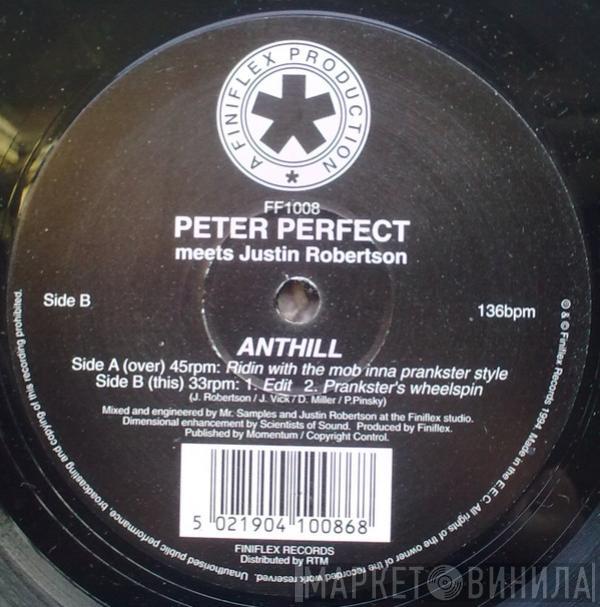 A FINIFLEX PRODUCTION
FF1008
PETER PERFECT
meets Justin Robertson
Side B
136bpm
ANTHILL
Side A (over) 45rpm: Ridin with the mob inna prankster style
Side B (this) 33rpm: 1. Edit 2. Prankster's wheelspin
(J. Robertson / J. Vick / D. Miller / P.Pinsky)
Mixed and engineered by Mr. Samples and Justin Robertson at the Finiflex studio.
Dimensional enhancement by Scientists of Sound. Produced by Finiflex.
Published by Momentum / Copyright Control.
5 021904 100868
FINIFLEX RECORDS
Distributed by RTM
℗ & © Finiflex Records 1994. Made in the E.E.C. All rights of the owner of the recorded work reserved. Unauthorised public performance broadcasting and copying of this recording prohibited.
МАРКЕТ ВИНИЛА